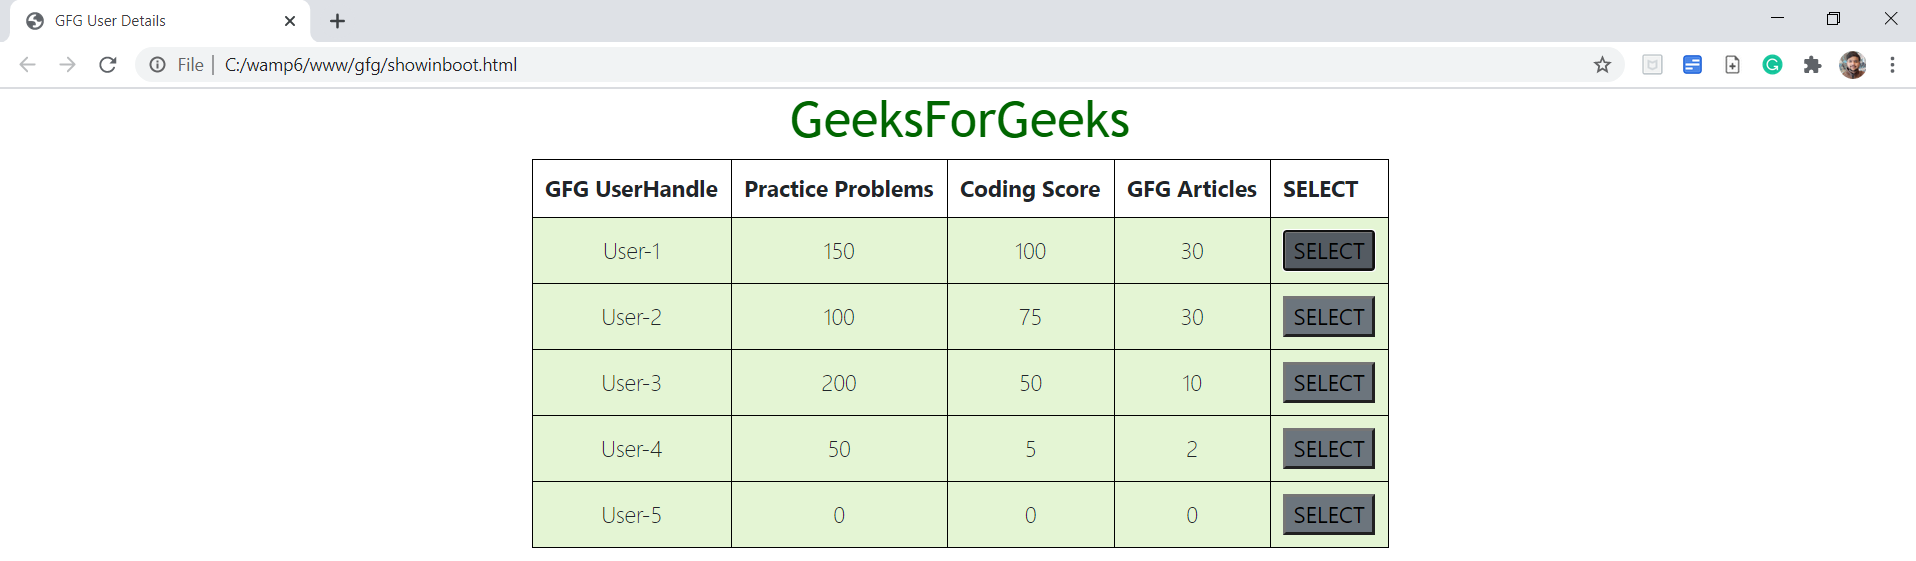 GFG User Details
File | C:/wamp6/www/gfg/showinboot.html
GeeksForGeeks
GFG UserHandle Practice Problems Coding Score GFG Articles SELECT
User-1 150 100 30 SELECT
User-2 100 75 30 SELECT
User-3 200 50 10 SELECT
User-4 50 5 2 SELECT
User-5 0 0 0 SELECT